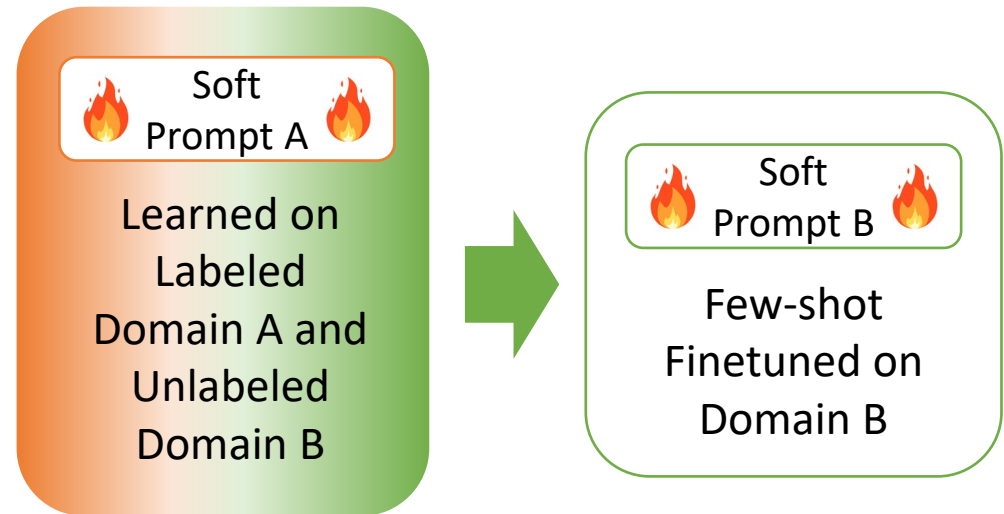 Soft
Prompt A
Learned on
Labeled
Domain A and
Unlabeled
Domain B
Soft
Prompt B
Few-shot
Finetuned on
Domain B